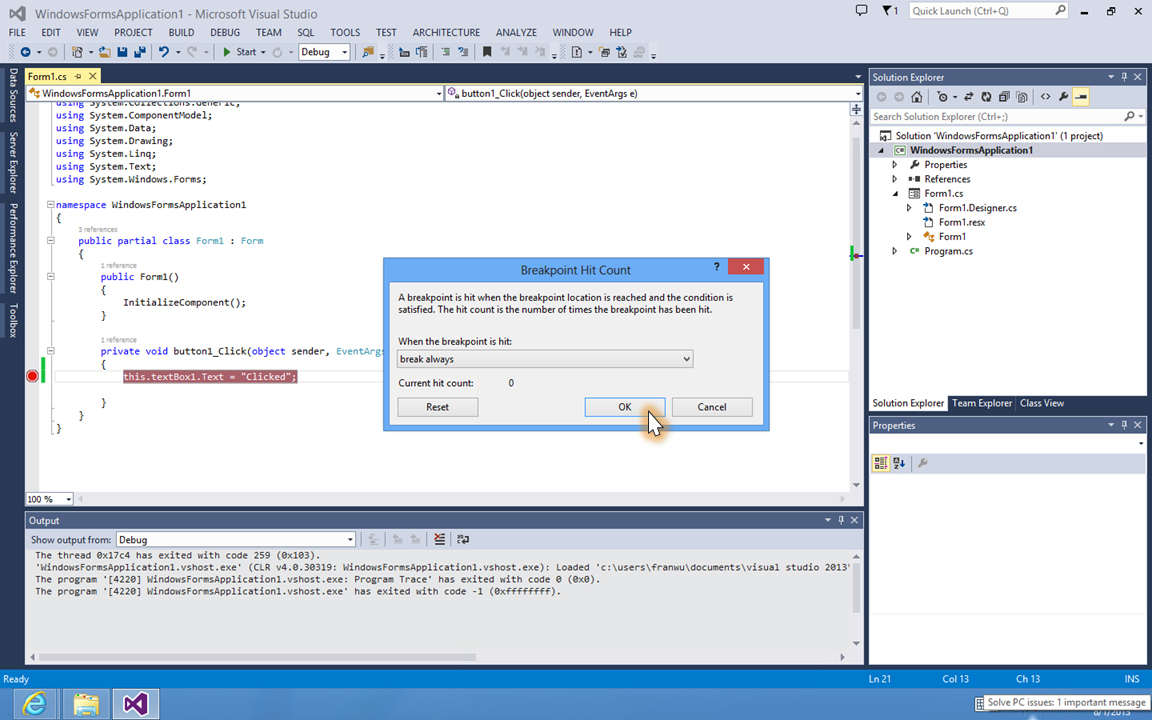 WindowsFormsApplication1 - Microsoft Visual Studio
1
Quick Launch (Ctrl+Q)
FILE EDIT VIEW PROJECT BUILD DEBUG TEAM SQL TOOLS TEST ARCHITECTURE ANALYZE WINDOW HELP
Start
Debug
Data Sources
Server Explorer
Performance Explorer
Toolbox
Form1.cs
WindowsFormsApplication1.Form1
button1_Click(object sender, EventArgs e)
using System.Collections.Generic;
using System.ComponentModel;
using System.Data;
using System.Drawing;
using System.Linq;
using System.Text;
using System.Windows.Forms;
namespace WindowsFormsApplication1
{
3 references
public partial class Form1 : Form
{
1 reference
public Form1()
{
InitializeComponent();
}
1 reference
private void button1_Click(object sender, EventArgs
{
this.textBox1.Text = "Clicked";
}
}
}
100 %
Breakpoint Hit Count
?
A breakpoint is hit when the breakpoint location is reached and the condition is
satisfied. The hit count is the number of times the breakpoint has been hit.
When the breakpoint is hit:
break always
Current hit count: 0
Reset
OK
Cancel
Solution Explorer
Search Solution Explorer (Ctrl+;)
Solution 'WindowsFormsApplication1' (1 project)
WindowsFormsApplication1
Properties
References
Form1.cs
Form1.Designer.cs
Form1.resx
Form1
Program.cs
Solution Explorer Team Explorer Class View
Properties
Output
Show output from: Debug
The thread 0x17c4 has exited with code 259 (0x103).
'WindowsFormsApplication1.vshost.exe' (CLR v4.0.30319: WindowsFormsApplication1.vshost.exe): Loaded 'c:\users\franwu\documents\visual studio 2013\
The program '[4220] WindowsFormsApplication1.vshost.exe: Program Trace' has exited with code 0 (0x0).
The program '[4220] WindowsFormsApplication1.vshost.exe' has exited with code -1 (0xffffffff).
Ready
Ln 21
Col 13
Ch 13
INS
Solve PC issues: 1 important message
8/1/2013